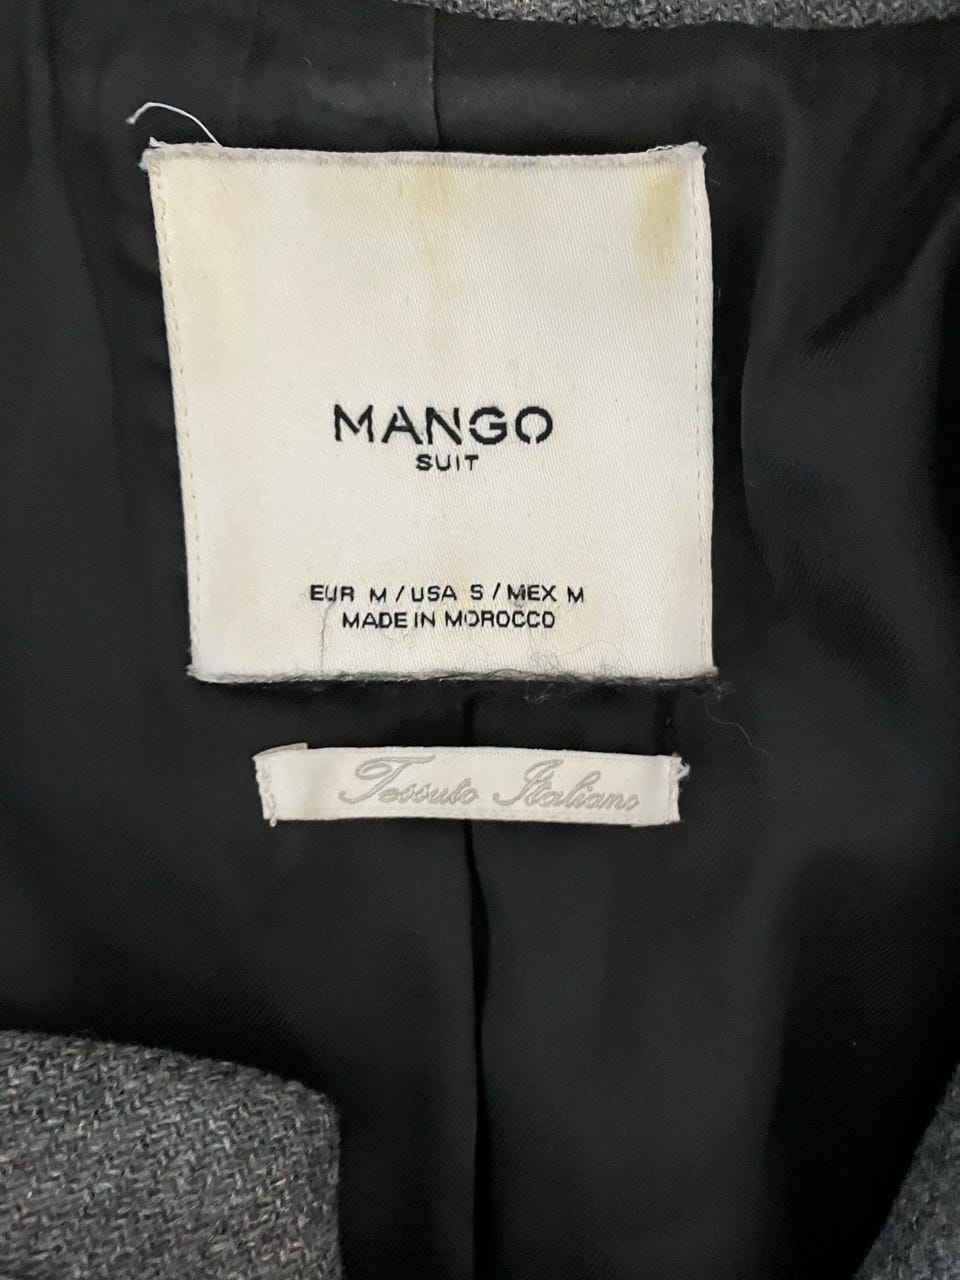 MANGO
SUIT
EUR M / USA S / MEX M
MADE IN MOROCCO
Tessuto Italiano